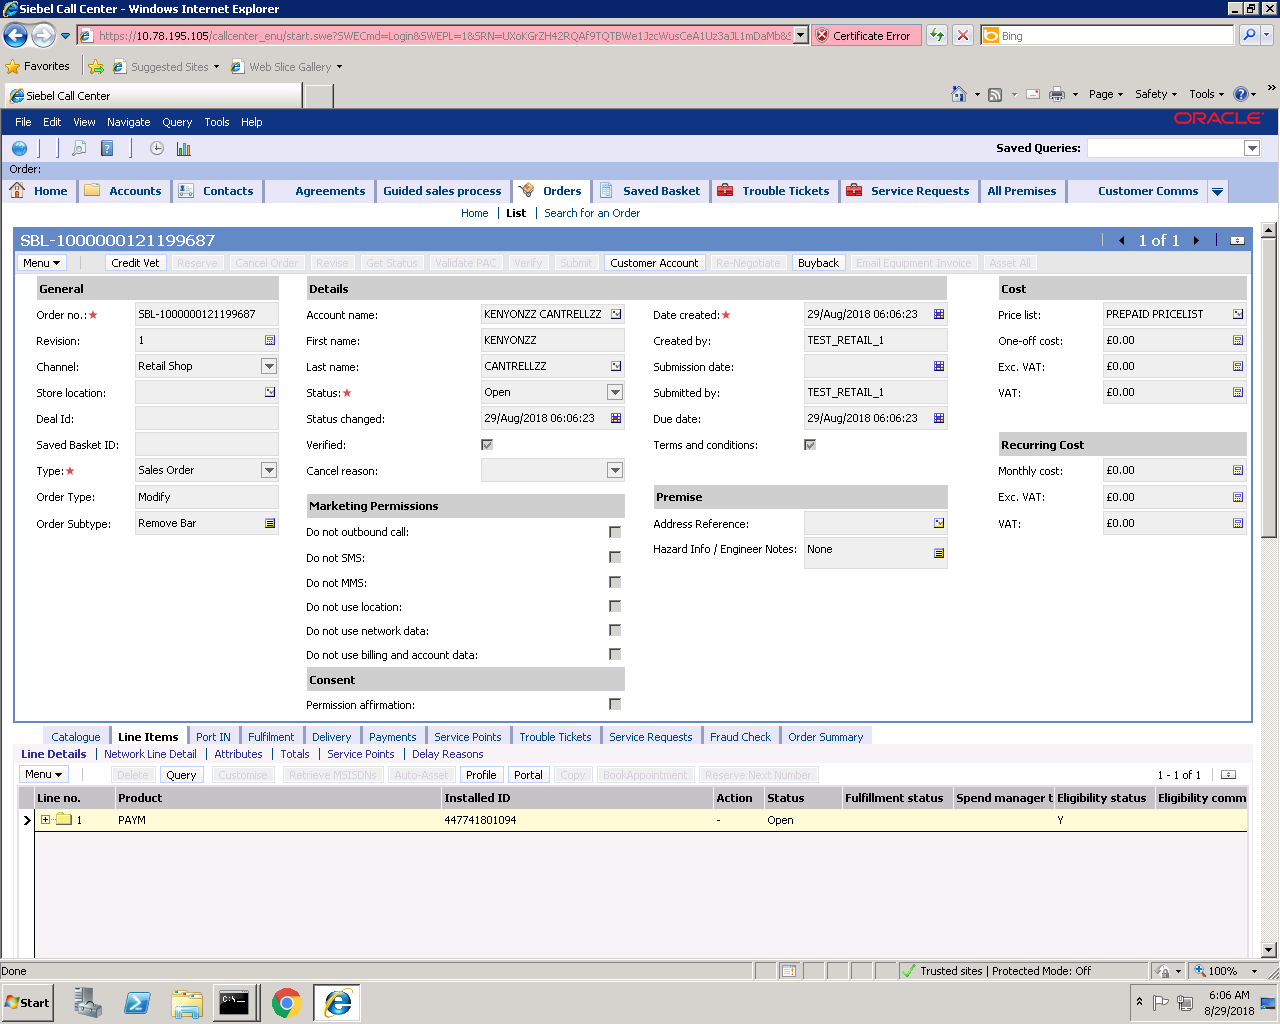 Siebel Call Center - Windows Internet Explorer
https://10.78.195.105/callcenter_enu/start.swe?SWECmd=Login&SWEPL=1&SRN=UXoKGrZH42RQAf9TQTBWe1JzcWusCeA1Uz3aJL1mDaMb&S
Certificate Error
Bing
Favorites
Suggested Sites
Web Slice Gallery
Siebel Call Center
Page
Safety
Tools
File Edit View Navigate Query Tools Help
ORACLE
Saved Queries:
Order:
Home Accounts Contacts Agreements Guided sales process Orders Saved Basket Trouble Tickets Service Requests All Premises Customer Comms
Home | List | Search for an Order
SBL-1000000121199687
1 of 1
Menu Credit Vet Reserve Cancel Order Revise Get Status Validate PAC Verify Submit Customer Account Re-Negotiate Buyback Email Equipment Invoice Asset All
General
Order no.: SBL-1000000121199687
Revision: 1
Channel: Retail Shop
Store location:
Deal Id:
Saved Basket ID:
Type: Sales Order
Order Type: Modify
Order Subtype: Remove Bar
Details
Account name: KENYONZZ CANTRELLZZ
First name: KENYONZZ
Last name: CANTRELLZZ
Status: Open
Status changed: 29/Aug/2018 06:06:23
Verified:
Cancel reason:
Marketing Permissions
Do not outbound call:
Do not SMS:
Do not MMS:
Do not use location:
Do not use network data:
Do not use billing and account data:
Consent
Permission affirmation:
Date created: 29/Aug/2018 06:06:23
Created by: TEST_RETAIL_1
Submission date:
Submitted by: TEST_RETAIL_1
Due date: 29/Aug/2018 06:06:23
Terms and conditions:
Premise
Address Reference:
Hazard Info / Engineer Notes: None
Cost
Price list: PREPAID PRICELIST
One-off cost: £0.00
Exc. VAT: £0.00
VAT: £0.00
Recurring Cost
Monthly cost: £0.00
Exc. VAT: £0.00
VAT: £0.00
Catalogue Line Items Port IN Fulfilment Delivery Payments Service Points Trouble Tickets Service Requests Fraud Check Order Summary
Line Details | Network Line Detail | Attributes | Totals | Service Points | Delay Reasons
Menu Delete Query Customise Retrieve MSISDNs Auto-Asset Profile Portal Copy BookAppointment Reserve Next Number
1 - 1 of 1
Line no. Product Installed ID Action Status Fulfillment status Spend manager t Eligibility status Eligibility comm
1 PAYM 447741801094 - Open Y
Done
Trusted sites | Protected Mode: Off
100%
Start
C:\_
6:06 AM
8/29/2018